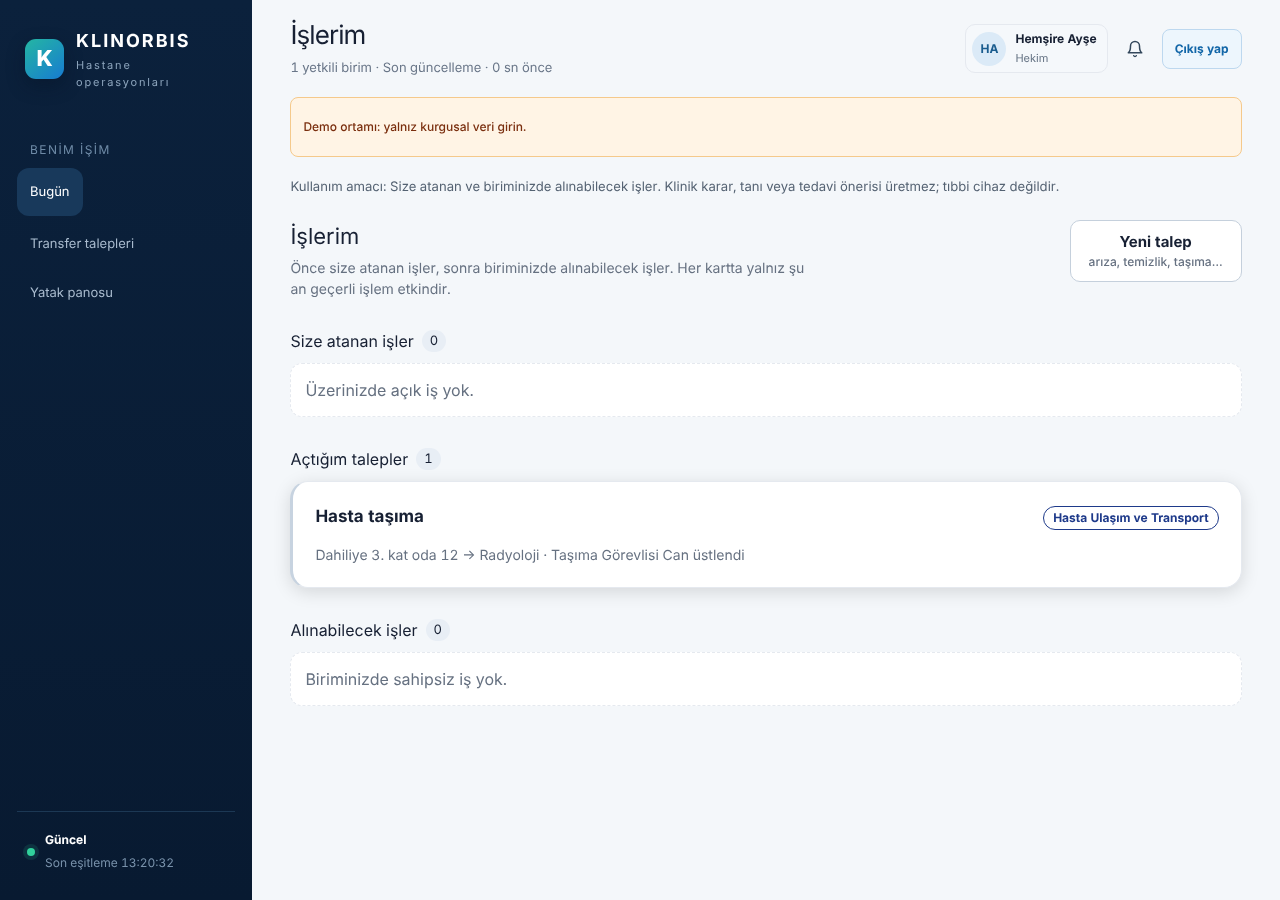 K
KLINORBIS
Hastane
operasyonları
BENİM İŞİM
Bugün
Transfer talepleri
Yatak panosu
Güncel
Son eşitleme 13:20:32
İşlerim
1 yetkili birim · Son güncelleme · 0 sn önce
HA
Hemşire Ayşe
Hekim
Çıkış yap
Demo ortamı: yalnız kurgusal veri girin.
Kullanım amacı: Size atanan ve biriminizde alınabilecek işler. Klinik karar, tanı veya tedavi önerisi üretmez; tıbbi cihaz değildir.
İşlerim
Önce size atanan işler, sonra biriminizde alınabilecek işler. Her kartta yalnız şu
an geçerli işlem etkindir.
Yeni talep
arıza, temizlik, taşıma…
Size atanan işler 0
Üzerinizde açık iş yok.
Açtığım talepler 1
Hasta taşıma
Hasta Ulaşım ve Transport
Dahiliye 3. kat oda 12 → Radyoloji · Taşıma Görevlisi Can üstlendi
Alınabilecek işler 0
Biriminizde sahipsiz iş yok.